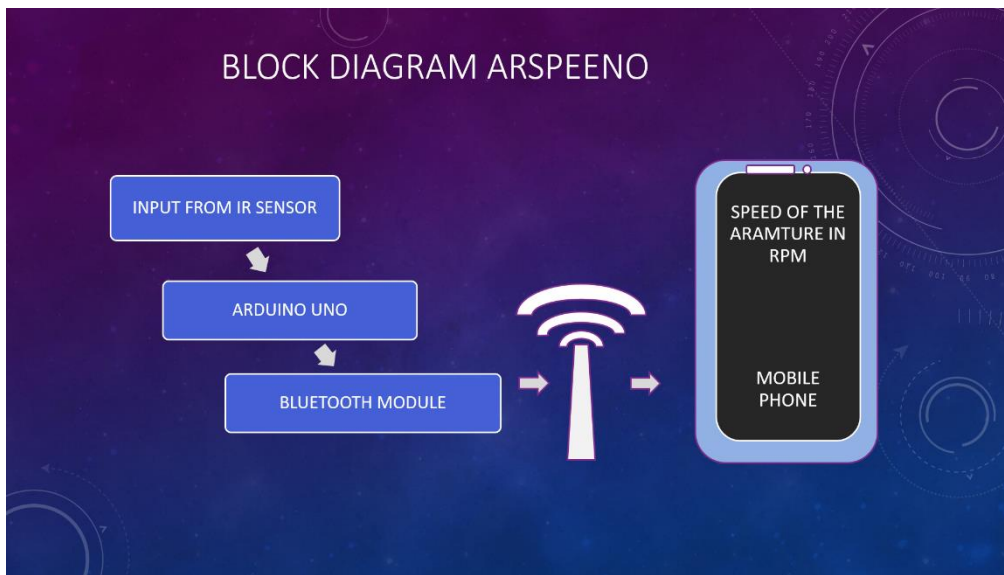 BLOCK DIAGRAM ARSPEENO
INPUT FROM IR SENSOR
ARDUINO UNO
BLUETOOTH MODULE
SPEED OF THE
ARAMTURE IN
RPM
MOBILE
PHONE